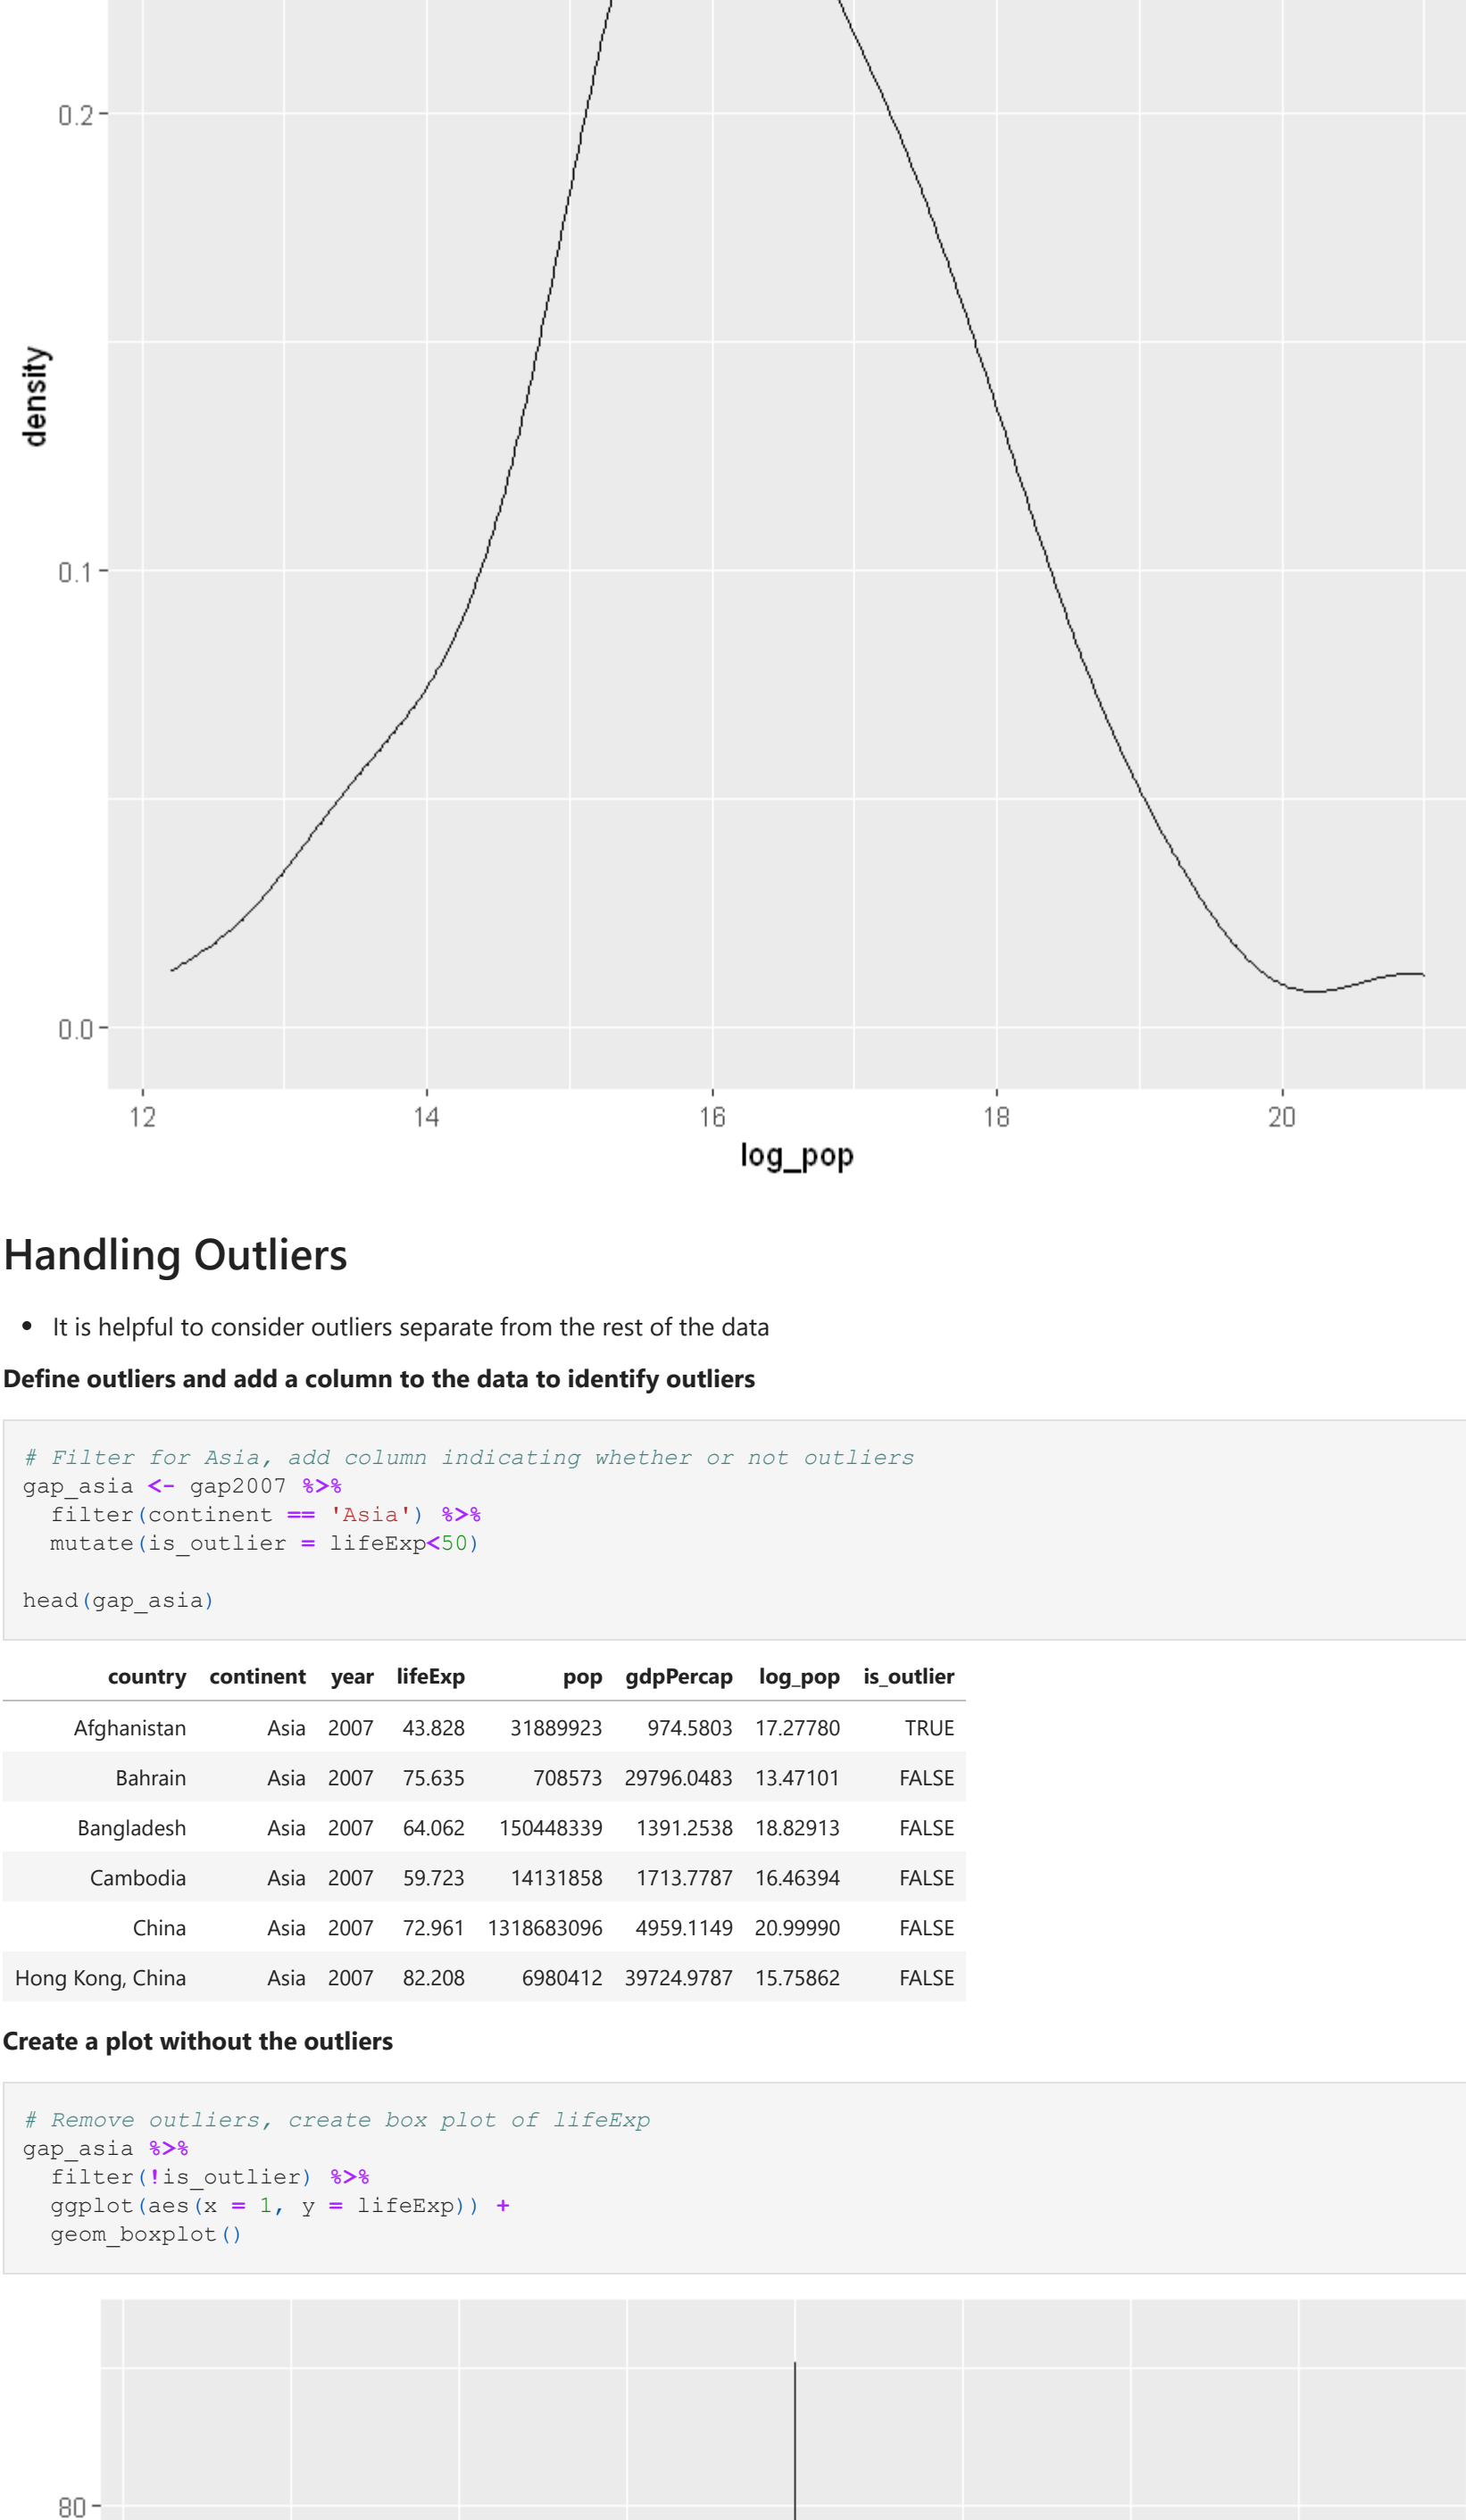 0.2
density
0.1
0.0
12 14 16 18 20
log_pop
Handling Outliers
• It is helpful to consider outliers separate from the rest of the data
Define outliers and add a column to the data to identify outliers
# Filter for Asia, add column indicating whether or not outliers
gap_asia <- gap2007 %>%
  filter(continent == 'Asia') %>%
  mutate(is_outlier = lifeExp<50)
head(gap_asia)
country continent year lifeExp pop gdpPercap log_pop is_outlier
Afghanistan Asia 2007 43.828 31889923 974.5803 17.27780 TRUE
Bahrain Asia 2007 75.635 708573 29796.0483 13.47101 FALSE
Bangladesh Asia 2007 64.062 150448339 1391.2538 18.82913 FALSE
Cambodia Asia 2007 59.723 14131858 1713.7787 16.46394 FALSE
China Asia 2007 72.961 1318683096 4959.1149 20.99990 FALSE
Hong Kong, China Asia 2007 82.208 6980412 39724.9787 15.75862 FALSE
Create a plot without the outliers
# Remove outliers, create box plot of lifeExp
gap_asia %>%
  filter(!is_outlier) %>%
  ggplot(aes(x = 1, y = lifeExp)) +
  geom_boxplot()
80